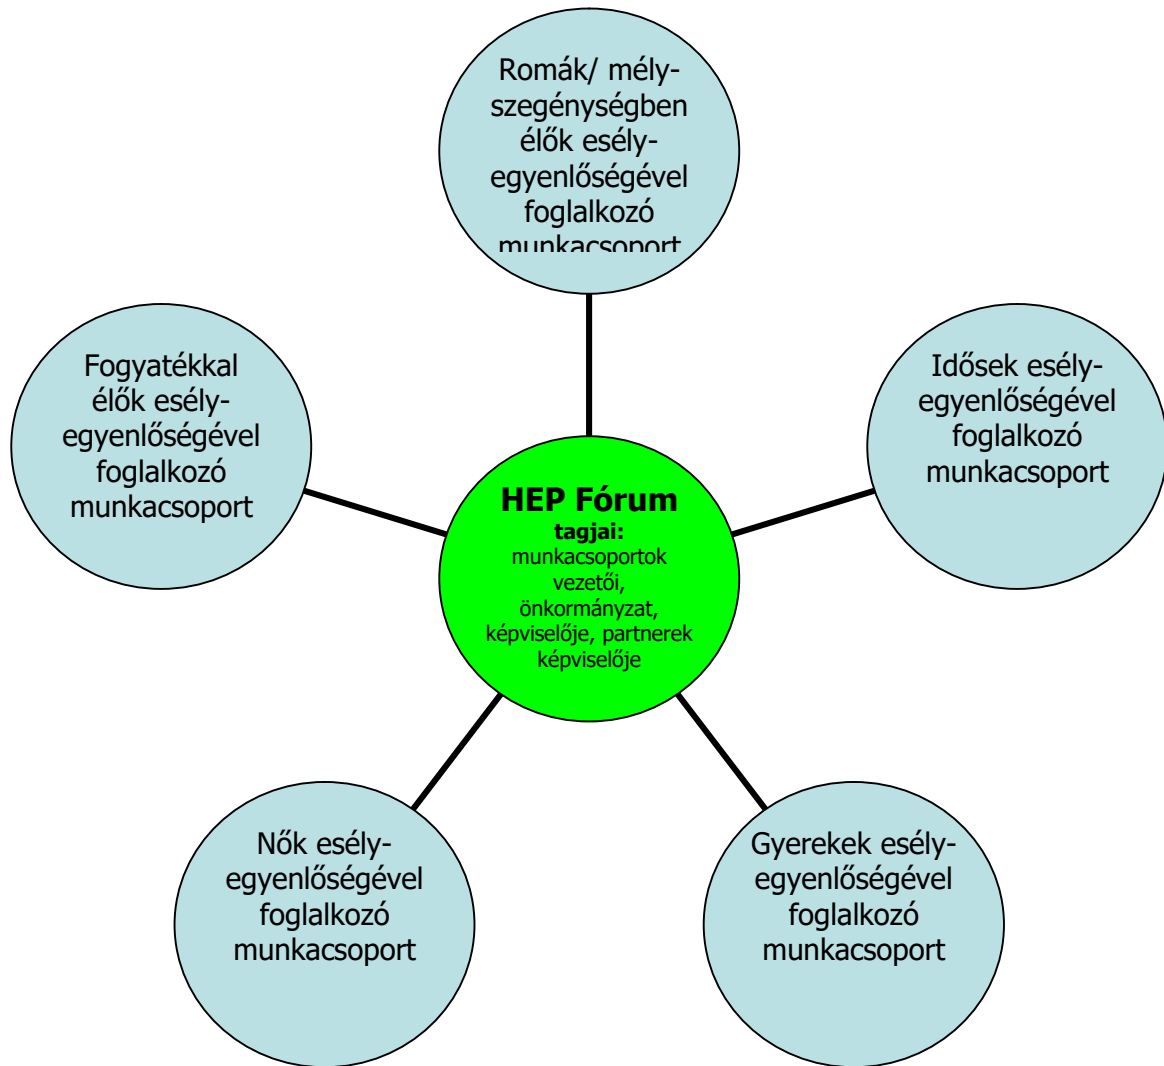 Romák/ mély-
szegénységben
élők esély-
egyenlőségével
foglalkozó
munkacsoport
Fogyatékkal
élők esély-
egyenlőségével
foglalkozó
munkacsoport
Idősek esély-
egyenlőségével
foglalkozó
munkacsoport
HEP Fórum
tagjai:
munkacsoportok
vezetői,
önkormányzat,
képviselője, partnerek
képviselője
Nők esély-
egyenlőségével
foglalkozó
munkacsoport
Gyerekek esély-
egyenlőségével
foglalkozó
munkacsoport